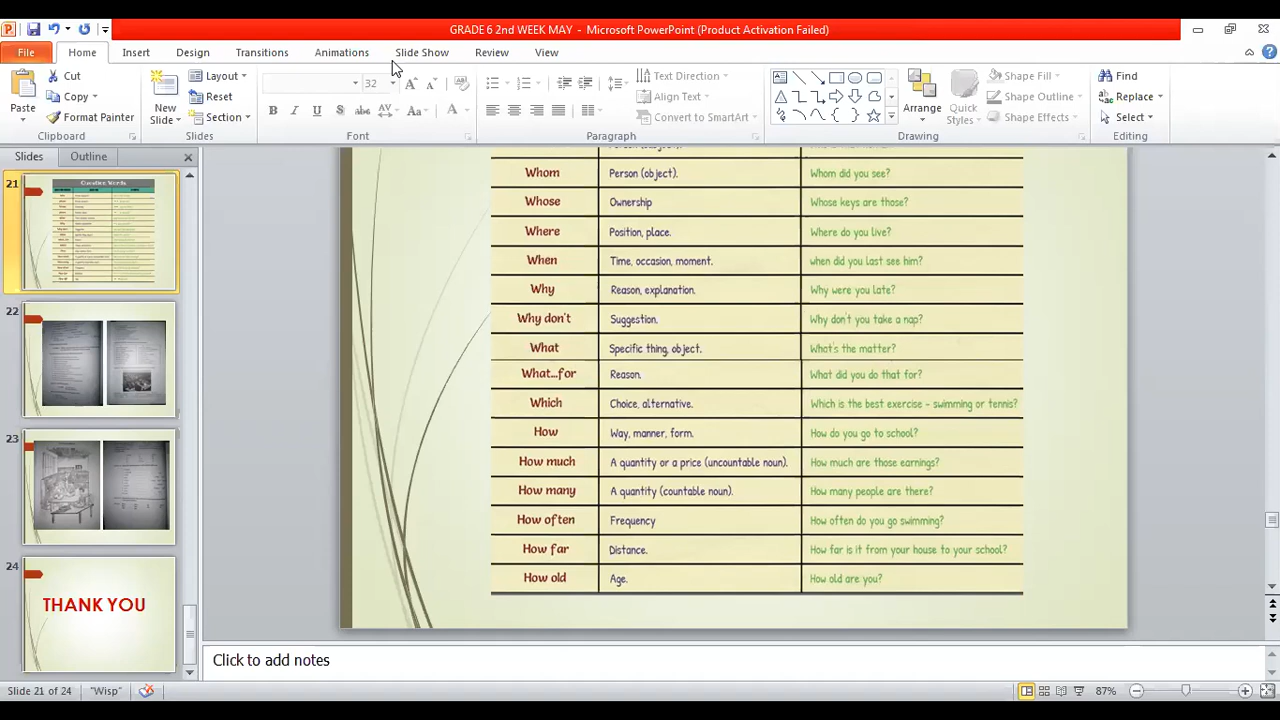 GRADE 6 2nd WEEK MAY - Microsoft PowerPoint (Product Activation Failed)
File Home Insert Design Transitions Animations Slide Show Review View
Paste Cut Copy Format Painter
Clipboard
New Slide Layout Reset Section
Slides
32
Font
Text Direction
Align Text
Convert to SmartArt
Paragraph
Arrange Quick Styles
Shape Fill
Shape Outline
Shape Effects
Drawing
Find
Replace
Select
Editing
Slides Outline
21
Question Words
22
23
24
THANK YOU
Whom Person (object). Whom did you see?
Whose Ownership Whose keys are those?
Where Position, place. Where do you live?
When Time, occasion, moment. when did you last see him?
Why Reason, explanation. Why were you late?
Why don't Suggestion. Why don't you take a nap?
What Specific thing, object. What's the matter?
What...for Reason. What did you do that for?
Which Choice, alternative. Which is the best exercise - swimming or tennis?
How Way, manner, form. How do you go to school?
How much A quantity or a price (uncountable noun). How much are those earnings?
How many A quantity (countable noun). How many people are there?
How often Frequency How often do you go swimming?
How far Distance. How far is it from your house to your school?
How old Age. How old are you?
Click to add notes
Slide 21 of 24 "Wisp" 87%